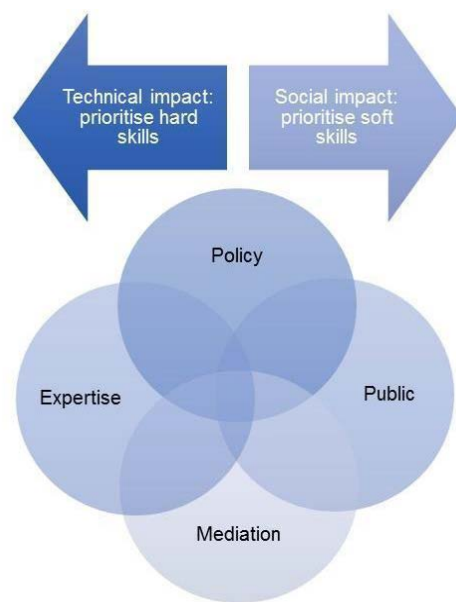 Technical impact:
prioritise hard
skills
Social impact:
prioritise soft
skills
Policy
Expertise
Public
Mediation